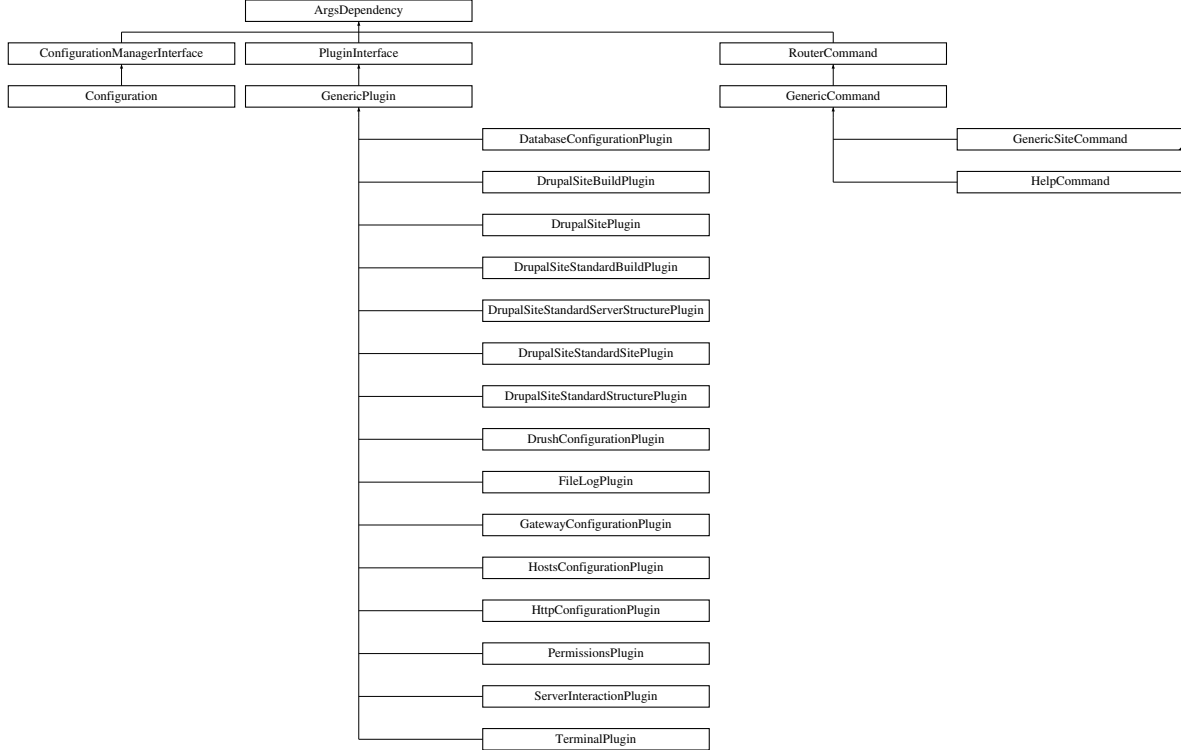 ArgsDependency
ConfigurationManagerInterface
PluginInterface
RouterCommand
Configuration
GenericPlugin
GenericCommand
DatabaseConfigurationPlugin
GenericSiteCommand
DrupalSiteBuildPlugin
HelpCommand
DrupalSitePlugin
DrupalSiteStandardBuildPlugin
DrupalSiteStandardServerStructurePlugin
DrupalSiteStandardSitePlugin
DrupalSiteStandardStructurePlugin
DrushConfigurationPlugin
FileLogPlugin
GatewayConfigurationPlugin
HostsConfigurationPlugin
HttpConfigurationPlugin
PermissionsPlugin
ServerInteractionPlugin
TerminalPlugin